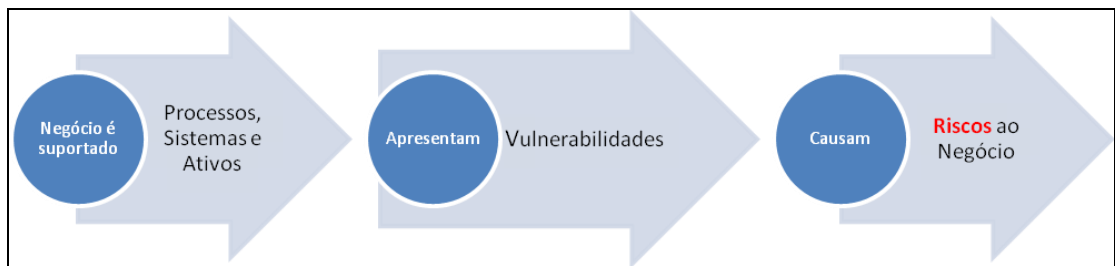 Negócio é
suportado
Processos,
Sistemas e
Ativos
Apresentam
Vulnerabilidades
Causam
Riscos ao
Negócio